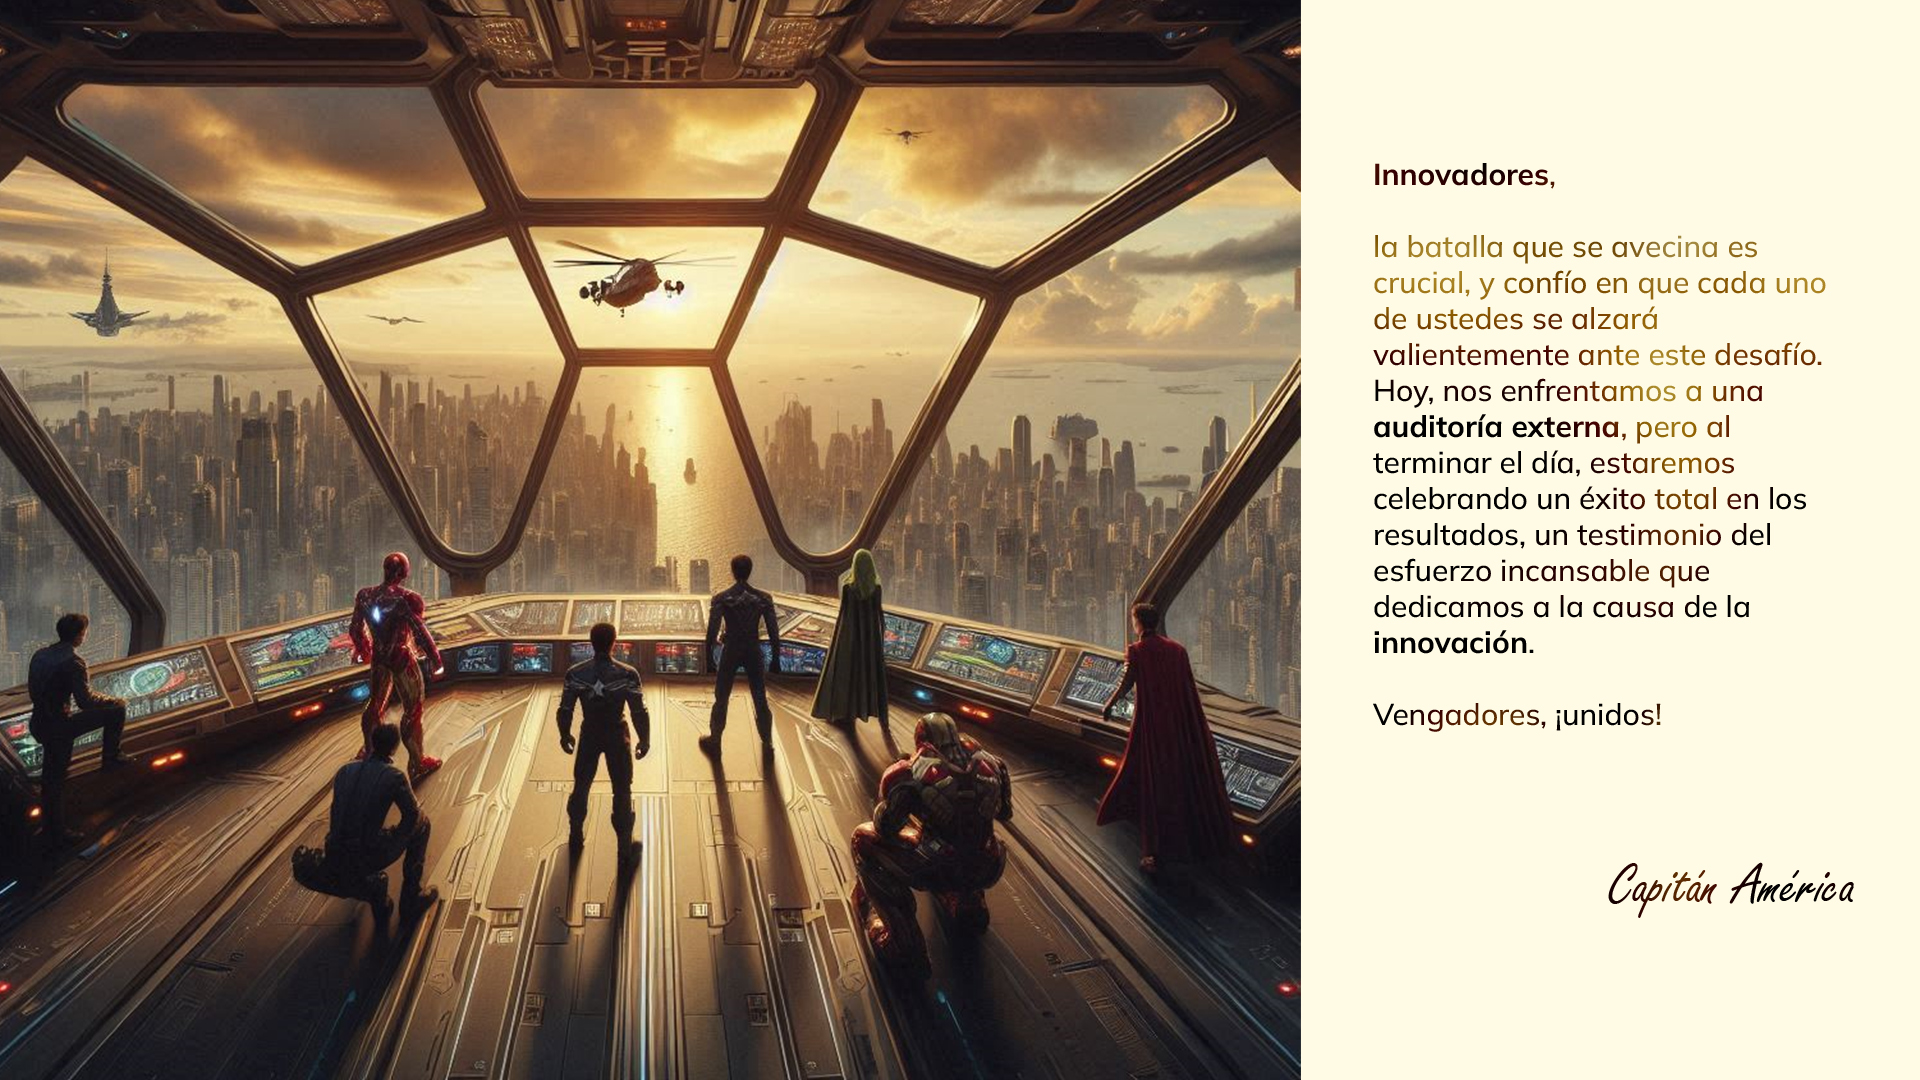 Innovadores,
la batalla que se avecina es
crucial, y confío en que cada uno
de ustedes se alzará
valientemente ante este desafío.
Hoy, nos enfrentamos a una
auditoría externa, pero al
terminar el día, estaremos
celebrando un éxito total en los
resultados, un testimonio del
esfuerzo incansable que
dedicamos a la causa de la
innovación.
Vengadores, ¡unidos!
Capitán América